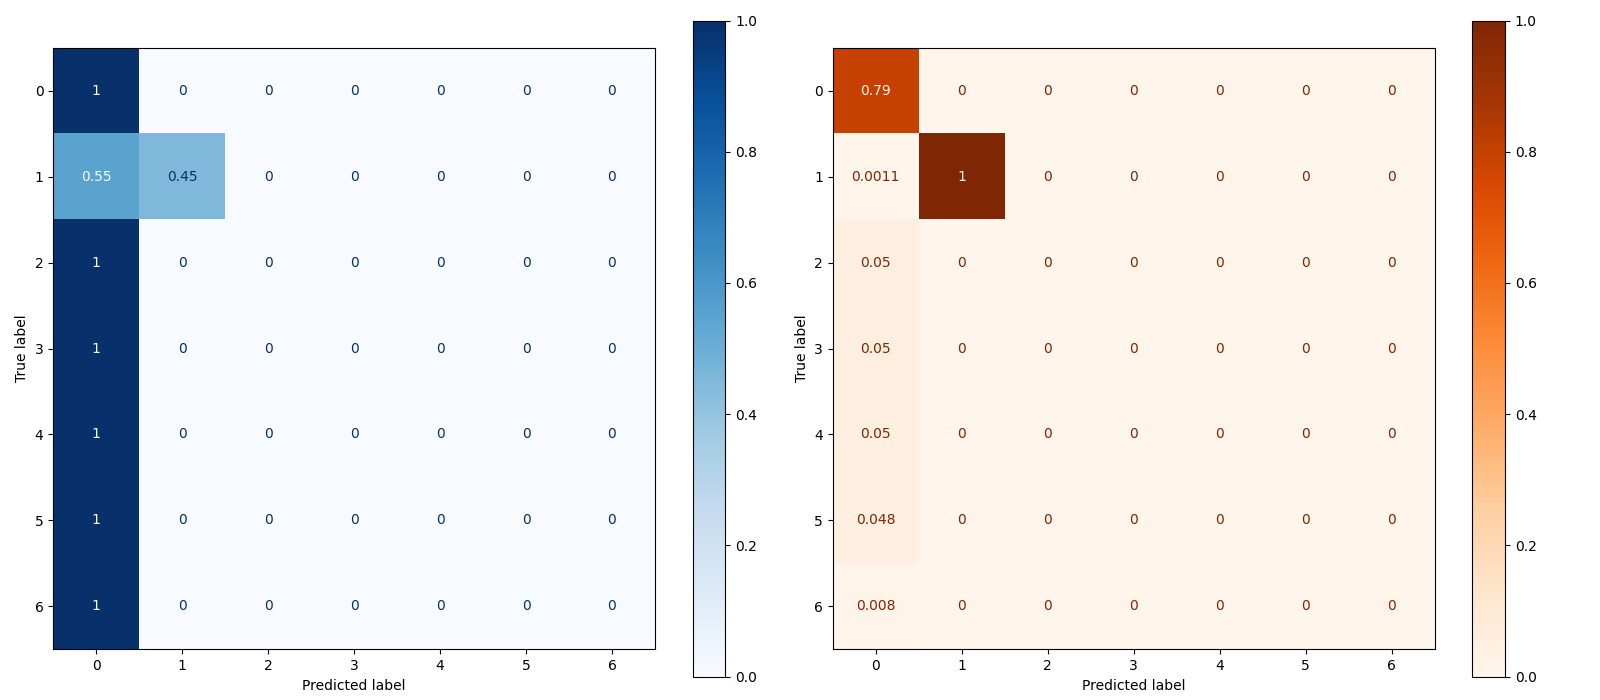 0 1 0 0 0 0 0 0
1 0.55 0.45 0 0 0 0 0
2 1 0 0 0 0 0 0
3 1 0 0 0 0 0 0
4 1 0 0 0 0 0 0
5 1 0 0 0 0 0 0
6 1 0 0 0 0 0 0
0 1 2 3 4 5 6
True label
Predicted label
1.0
0.8
0.6
0.4
0.2
0.0
0 0.79 0 0 0 0 0 0
1 0.0011 1 0 0 0 0 0
2 0.05 0 0 0 0 0 0
3 0.05 0 0 0 0 0 0
4 0.05 0 0 0 0 0 0
5 0.048 0 0 0 0 0 0
6 0.008 0 0 0 0 0 0
0 1 2 3 4 5 6
True label
Predicted label
1.0
0.8
0.6
0.4
0.2
0.0